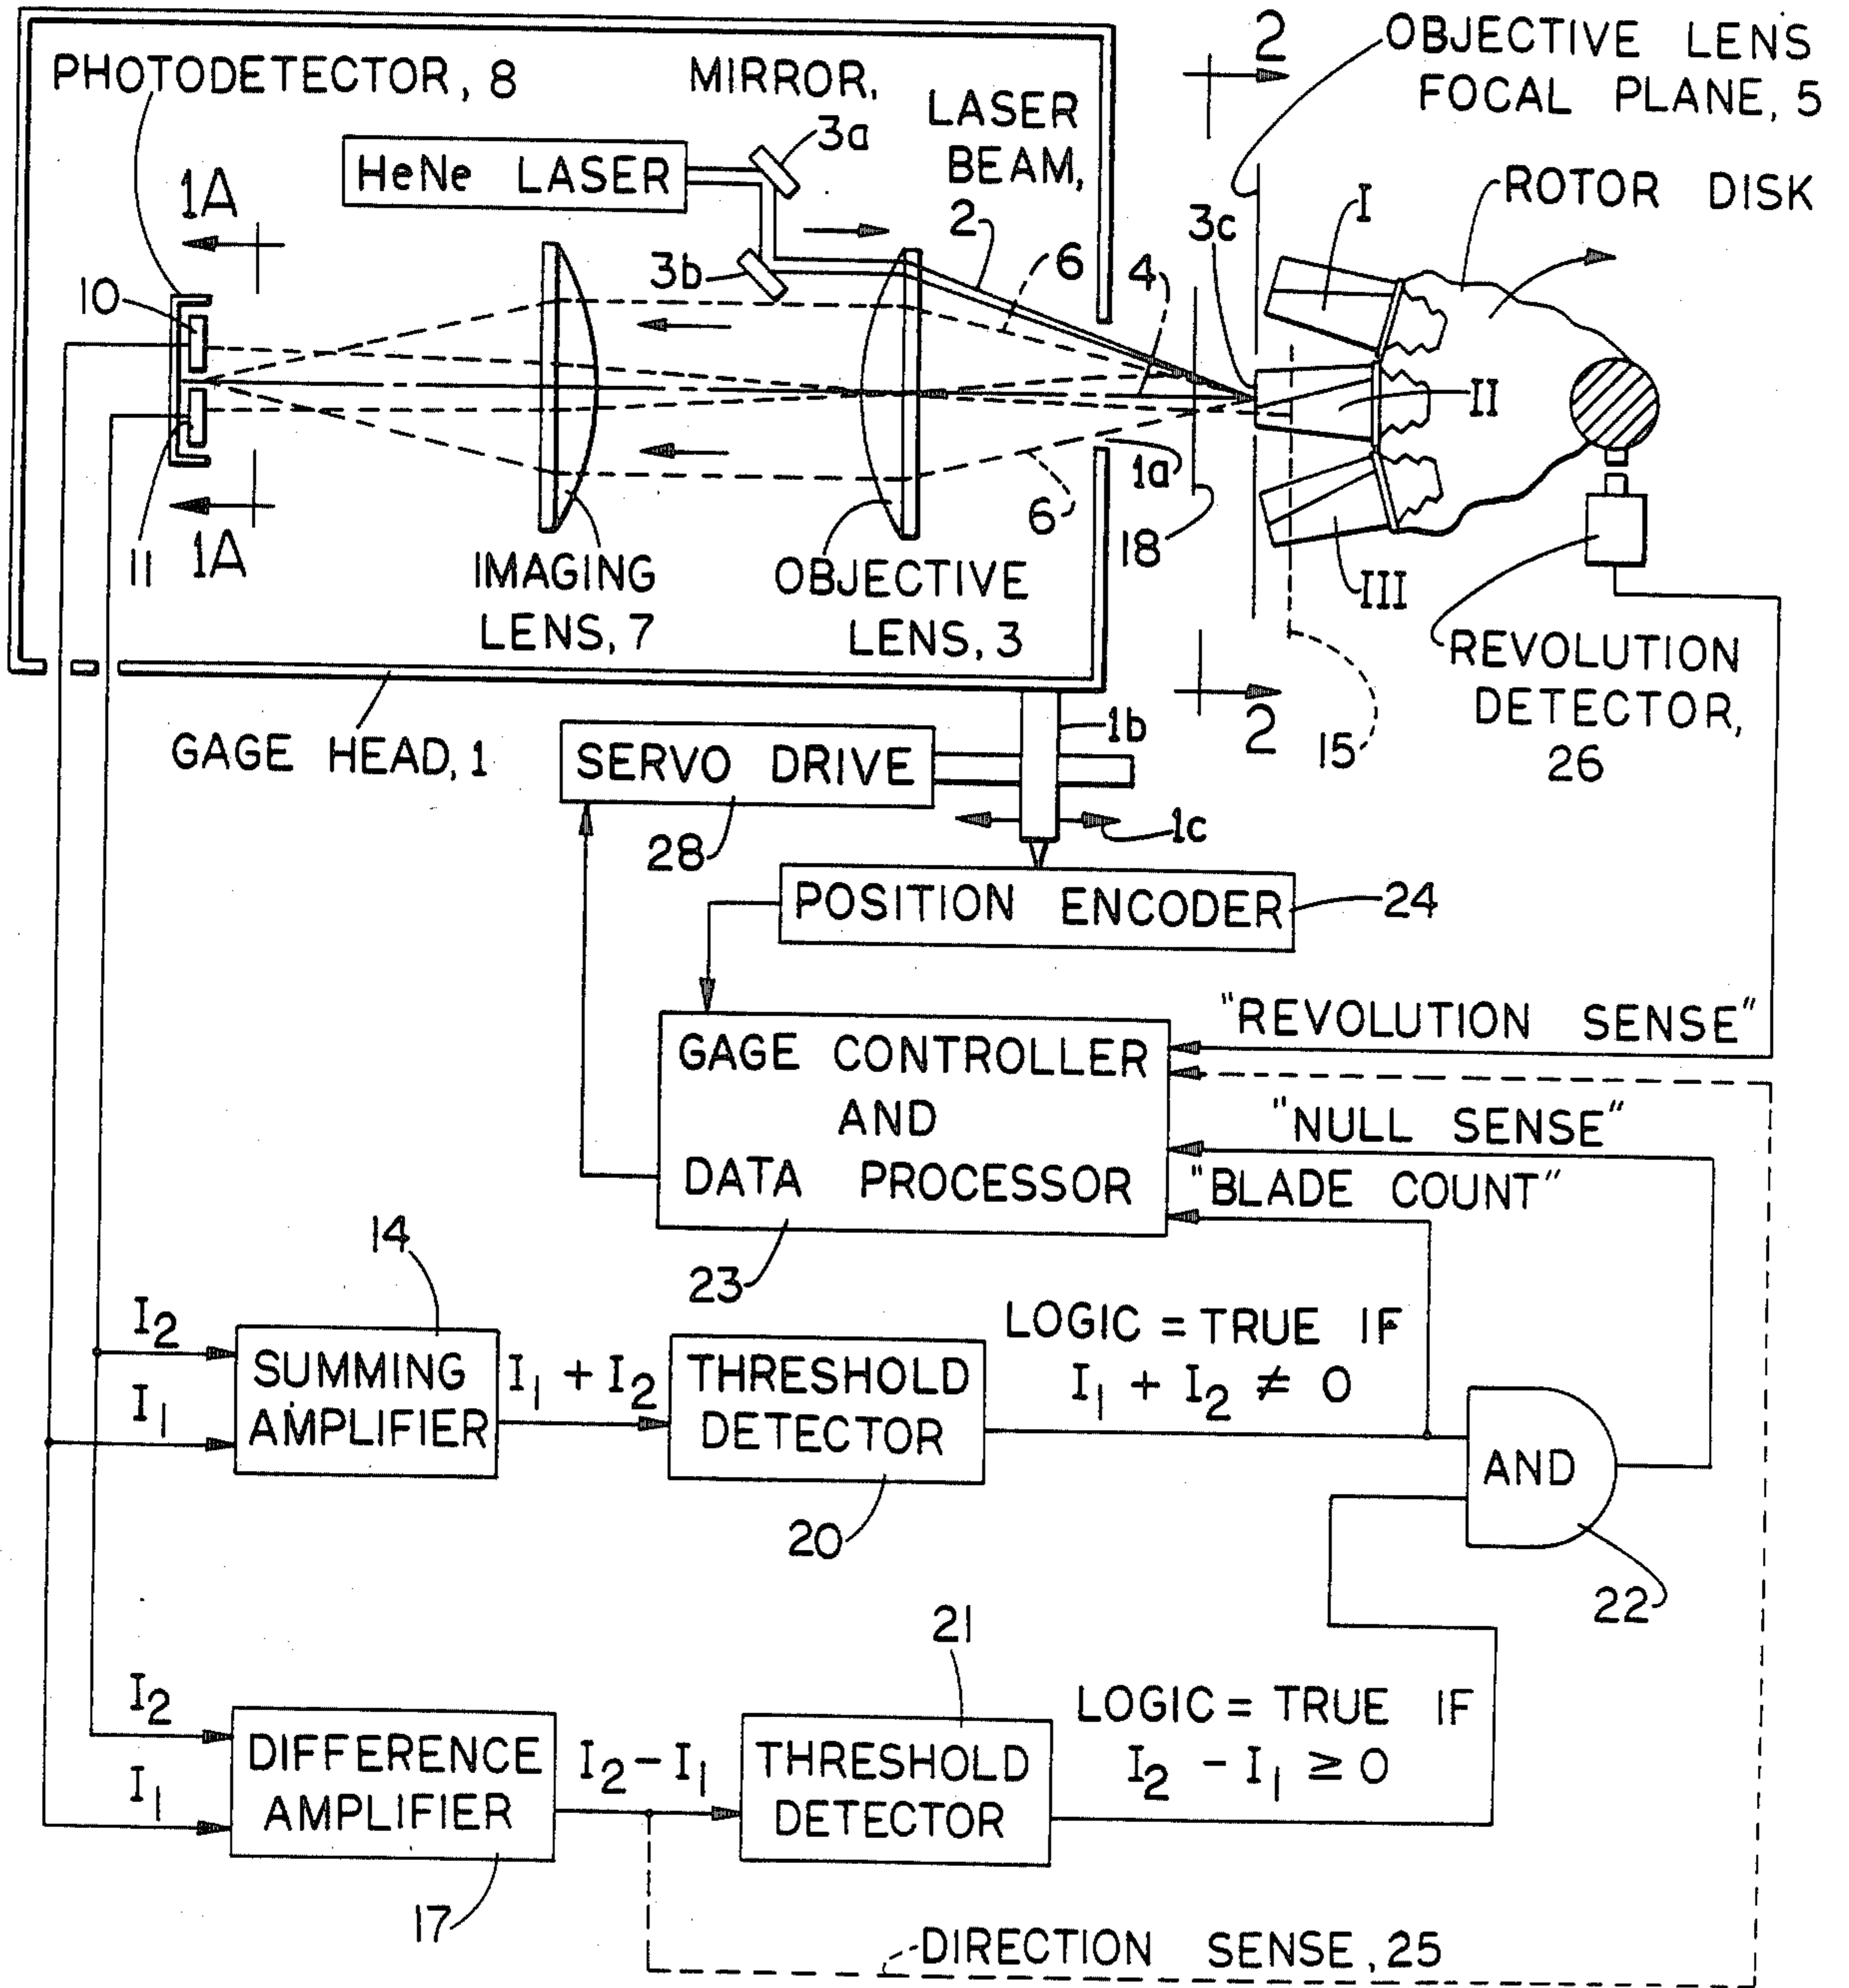 2
OBJECTIVE LENS
FOCAL PLANE, 5
PHOTODETECTOR, 8
MIRROR,
3a
LASER
BEAM,
2
HeNe LASER
ROTOR DISK
1A
3b
6
4
3c
I
10
II
11
1A
IMAGING
LENS, 7
OBJECTIVE
LENS, 3
6
1a
18
III
REVOLUTION
DETECTOR,
26
2
15
GAGE HEAD, 1
SERVO DRIVE
1b
28
1c
POSITION ENCODER
24
"REVOLUTION SENSE"
GAGE CONTROLLER
AND
DATA PROCESSOR
"NULL SENSE"
"BLADE COUNT"
23
14
I2
I1
SUMMING
AMPLIFIER
I1 + I2
THRESHOLD
DETECTOR
20
LOGIC = TRUE IF
I1 + I2 ≠ 0
AND
22
21
I2
I1
DIFFERENCE
AMPLIFIER
17
I2 - I1
THRESHOLD
DETECTOR
LOGIC = TRUE IF
I2 - I1 ≥ 0
DIRECTION SENSE, 25